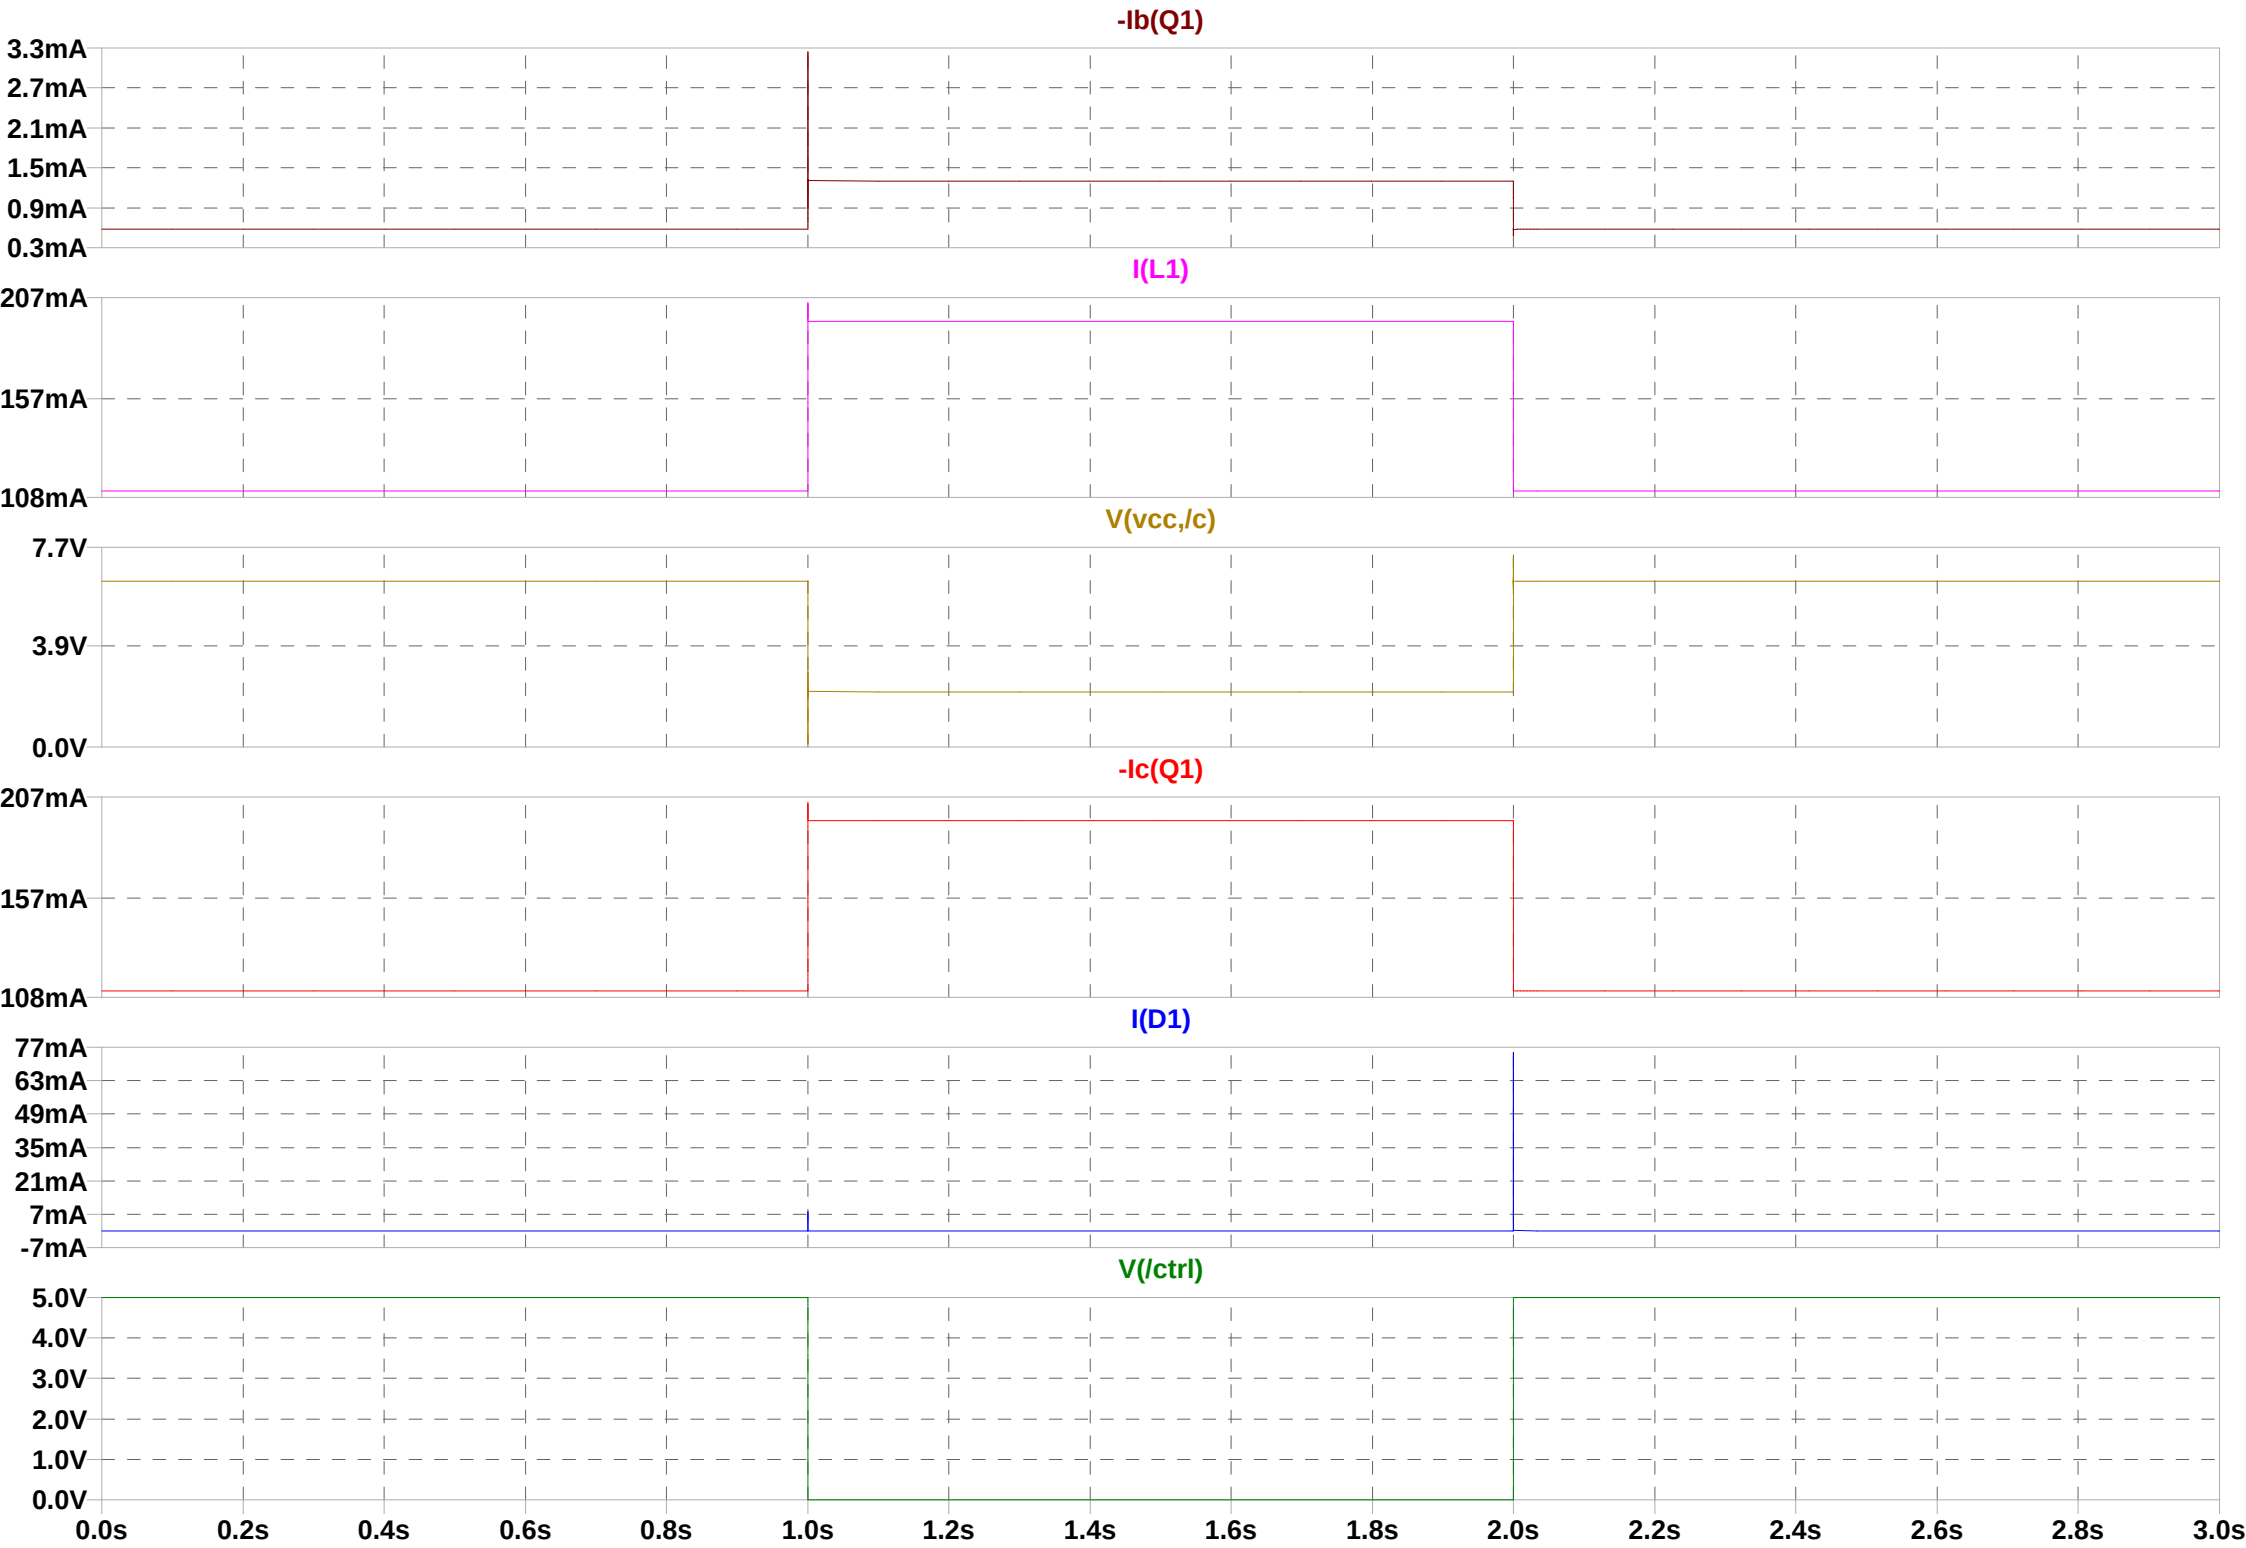 -Ib(Q1)
3.3mA
2.7mA
2.1mA
1.5mA
0.9mA
0.3mA
I(L1)
207mA
157mA
108mA
V(vcc,/c)
7.7V
3.9V
0.0V
-Ic(Q1)
207mA
157mA
108mA
I(D1)
77mA
63mA
49mA
35mA
21mA
7mA
-7mA
V(/ctrl)
5.0V
4.0V
3.0V
2.0V
1.0V
0.0V
0.0s 0.2s 0.4s 0.6s 0.8s 1.0s 1.2s 1.4s 1.6s 1.8s 2.0s 2.2s 2.4s 2.6s 2.8s 3.0s